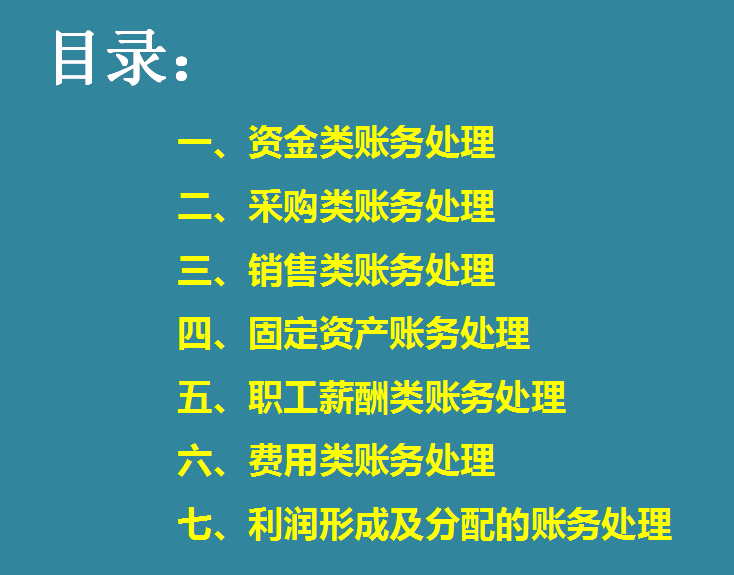 目录：
一、资金类账务处理
二、采购类账务处理
三、销售类账务处理
四、固定资产账务处理
五、职工薪酬类账务处理
六、费用类账务处理
七、利润形成及分配的账务处理